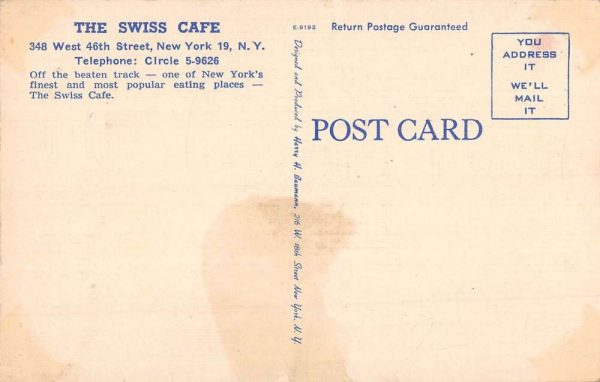 THE SWISS CAFE
348 West 46th Street, New York 19, N. Y.
Telephone: CIrcle 5-9626
Off the beaten track — one of New York's
finest and most popular eating places —
The Swiss Cafe.
E-9192
Designed and Produced by Harry H. Baumann, 216 W. 18th Street New York, N. Y.
Return Postage Guaranteed
POST CARD
YOU
ADDRESS
IT
WE'LL
MAIL
IT